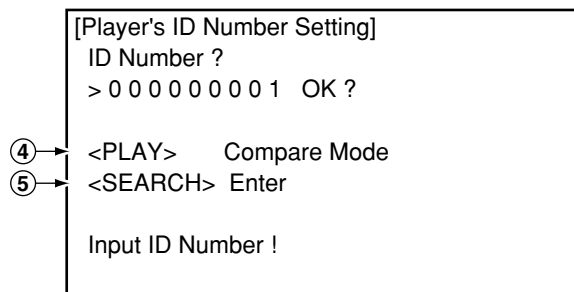 [Player's ID Number Setting]
ID Number ?
> 0 0 0 0 0 0 0 0 1 OK ?
④ <PLAY> Compare Mode
⑤ <SEARCH> Enter
Input ID Number !